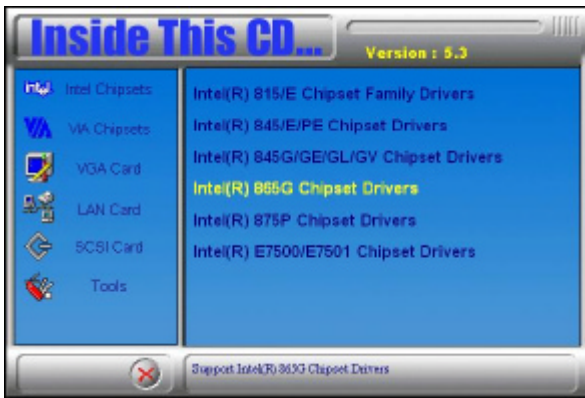 Inside This CD...
Version : 5.3
intel Intel Chipsets
VIA VIA Chipsets
VGA Card
LAN Card
SCSI Card
Tools
Intel(R) 815/E Chipset Family Drivers
Intel(R) 845/E/PE Chipset Drivers
Intel(R) 845G/GE/GL/GV Chipset Drivers
Intel(R) 865G Chipset Drivers
Intel(R) 875P Chipset Drivers
Intel(R) E7500/E7501 Chipset Drivers
Support Intel(R) 865G Chipset Drivers